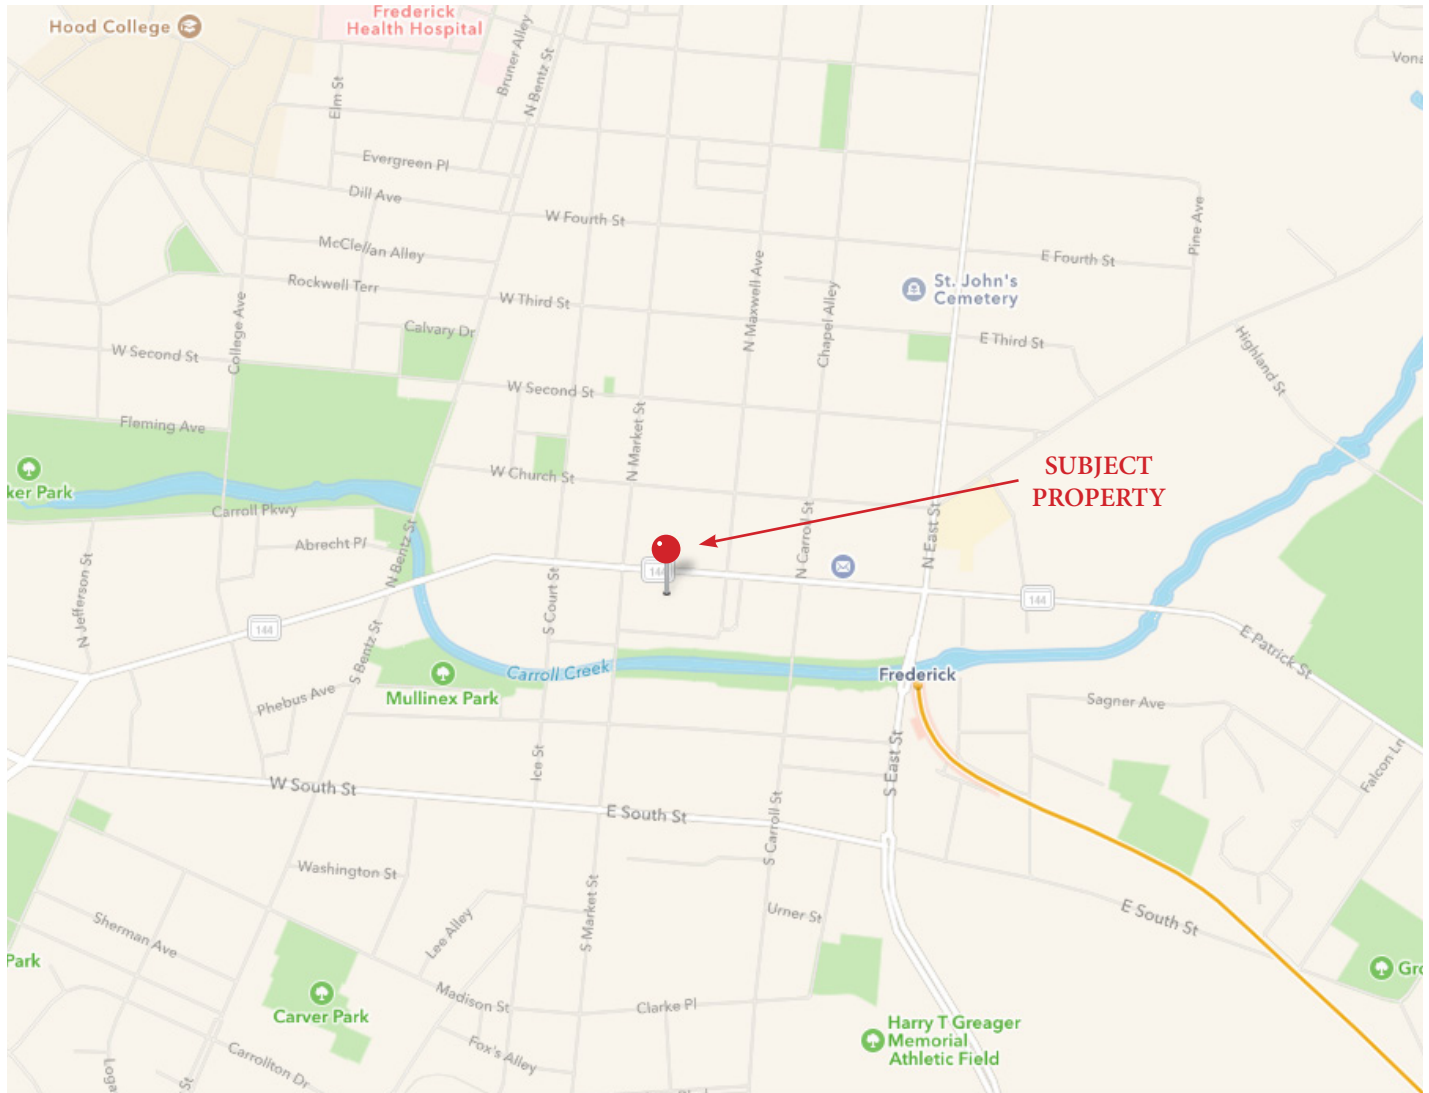 Hood College
Frederick
Health Hospital
Bruner Alley
N Bentz St
Elm St
Vona
Evergreen Pl
Dill Ave
W Fourth St
Pine Ave
McClellan Alley
E Fourth St
Rockwell Terr
W Third St
N Maxwell Ave
Chapel Alley
St. John's
Cemetery
College Ave
Calvary Dr
E Third St
Highland St
W Second St
W Second St
Fleming Ave
N Market St
W Church St
ker Park
SUBJECT
PROPERTY
Carroll Pkwy
Abrecht Pl
N Bentz St
N Carroll St
N East St
N Jefferson St
S Court St
144
144
144
E Patrick St
S Bentz St
Carroll Creek
Frederick
Mullinex Park
Phebus Ave
Sagner Ave
Ice St
S East St
Falcon Ln
W South St
E South St
S Carroll St
Washington St
S Market St
Urner St
E South St
Sherman Ave
Lee Alley
Park
Gro
Carver Park
Madison St
Clarke Pl
Harry T Greager
Memorial
Athletic Field
Fox's Alley
Carrollton Dr
Loga
St